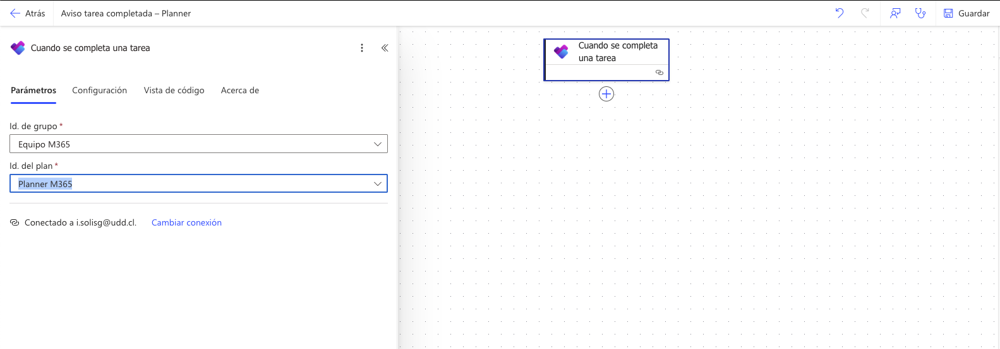 Atrás
Aviso tarea completada – Planner
Guardar
Cuando se completa una tarea
Parámetros
Configuración
Vista de código
Acerca de
Id. de grupo *
Equipo M365
Id. del plan *
Planner M365
Conectado a i.solisg@udd.cl.
Cambiar conexión
Cuando se completa
una tarea